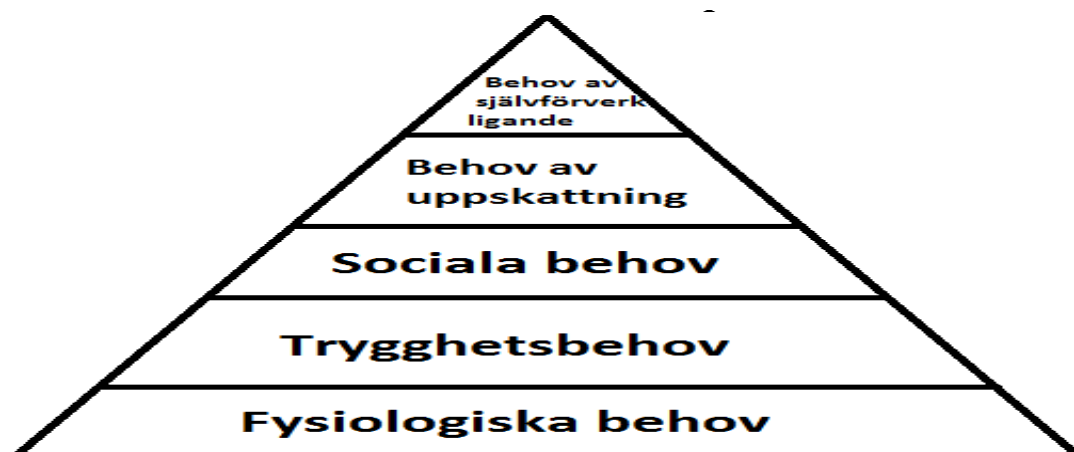 Behov av
självförverk
ligande
Behov av
uppskattning
Sociala behov
Trygghetsbehov
Fysiologiska behov